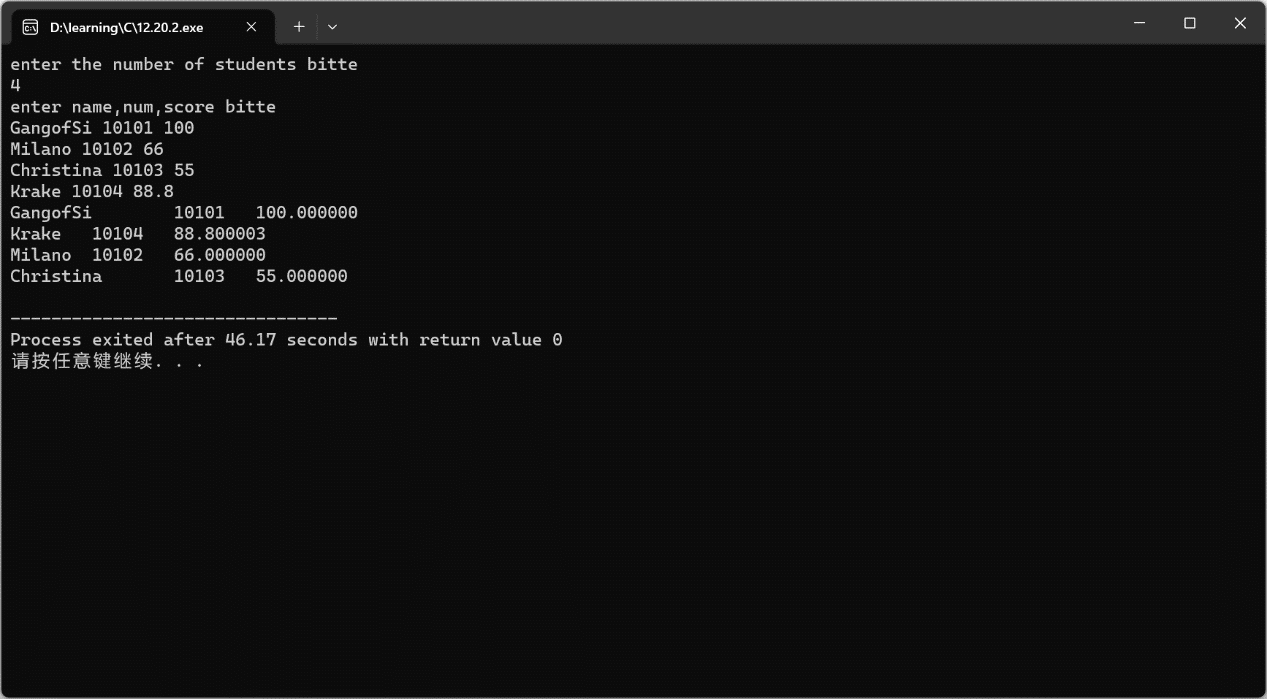 D:\learning\C\12.20.2.exe
enter the number of students bitte
4
enter name,num,score bitte
GangofSi 10101 100
Milano 10102 66
Christina 10103 55
Krake 10104 88.8
GangofSi        10101   100.000000
Krake   10104   88.800003
Milano  10102   66.000000
Christina       10103   55.000000
--------------------------------
Process exited after 46.17 seconds with return value 0
请按任意键继续. . .